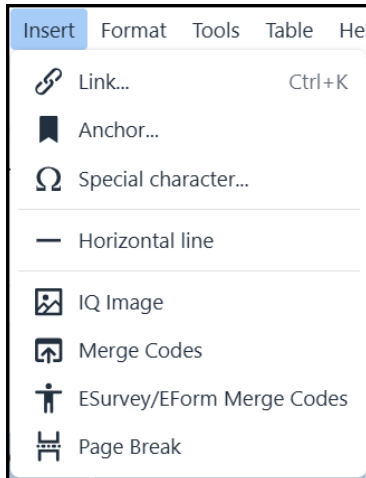 Insert Format Tools Table He
Link... Ctrl+K
Anchor...
Special character...
Horizontal line
IQ Image
Merge Codes
ESurvey/EForm Merge Codes
Page Break